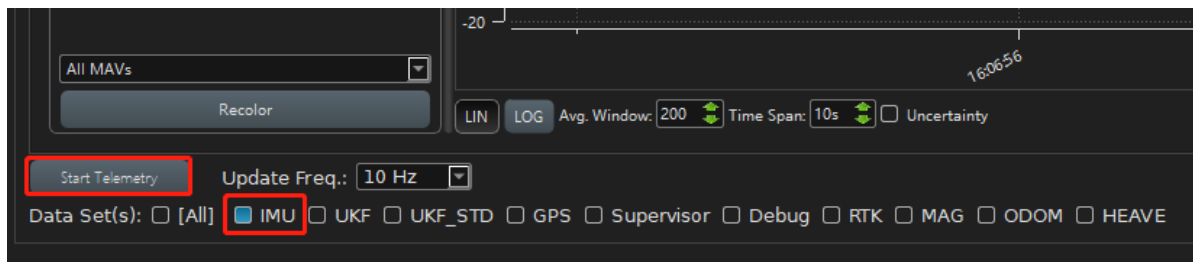 -20
All MAVs
16:06:56
Recolor
LIN LOG Avg. Window: 200 Time Span: 10s Uncertainty
Start Telemetry Update Freq.: 10 Hz
Data Set(s): [All] IMU UKF UKF_STD GPS Supervisor Debug RTK MAG ODOM HEAVE